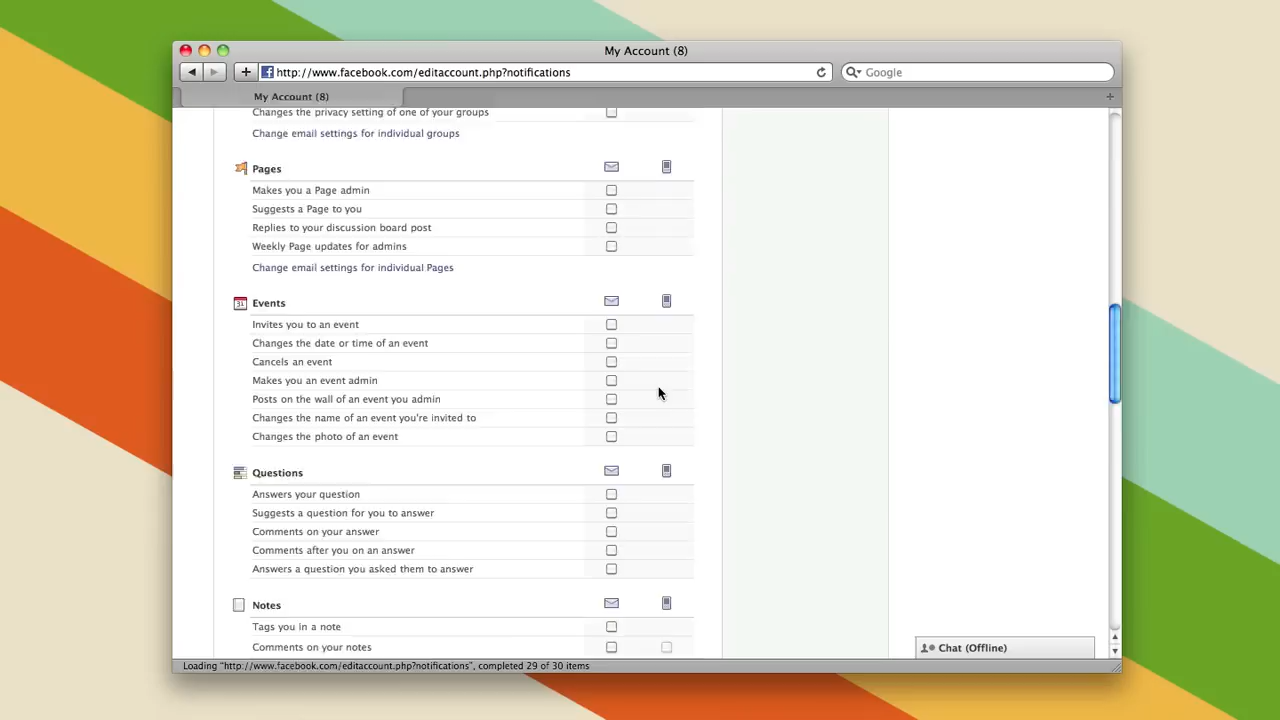 My Account (8)
http://www.facebook.com/editaccount.php?notifications
Google
My Account (8)
Changes the privacy setting of one of your groups
Change email settings for individual groups
Pages
Makes you a Page admin
Suggests a Page to you
Replies to your discussion board post
Weekly Page updates for admins
Change email settings for individual Pages
31 Events
Invites you to an event
Changes the date or time of an event
Cancels an event
Makes you an event admin
Posts on the wall of an event you admin
Changes the name of an event you're invited to
Changes the photo of an event
Questions
Answers your question
Suggests a question for you to answer
Comments on your answer
Comments after you on an answer
Answers a question you asked them to answer
Notes
Tags you in a note
Comments on your notes
Chat (Offline)
Loading "http://www.facebook.com/editaccount.php?notifications", completed 29 of 30 items